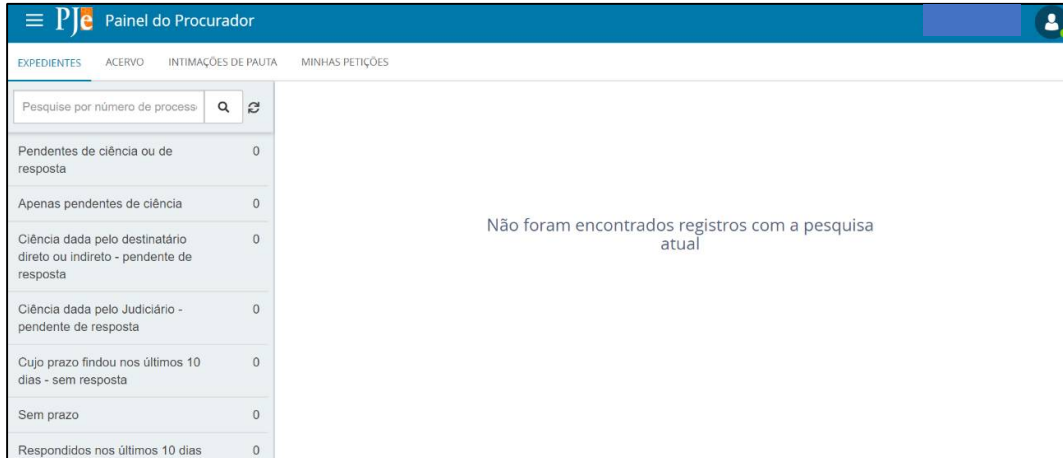 PJe Painel do Procurador
EXPEDIENTES ACERVO INTIMAÇÕES DE PAUTA MINHAS PETIÇÕES
Pesquise por número de process
Pendentes de ciência ou de 0
resposta
Apenas pendentes de ciência 0
Ciência dada pelo destinatário 0
direto ou indireto - pendente de
resposta
Ciência dada pelo Judiciário - 0
pendente de resposta
Cujo prazo findou nos últimos 10 0
dias - sem resposta
Sem prazo 0
Respondidos nos últimos 10 dias 0
Não foram encontrados registros com a pesquisa
atual